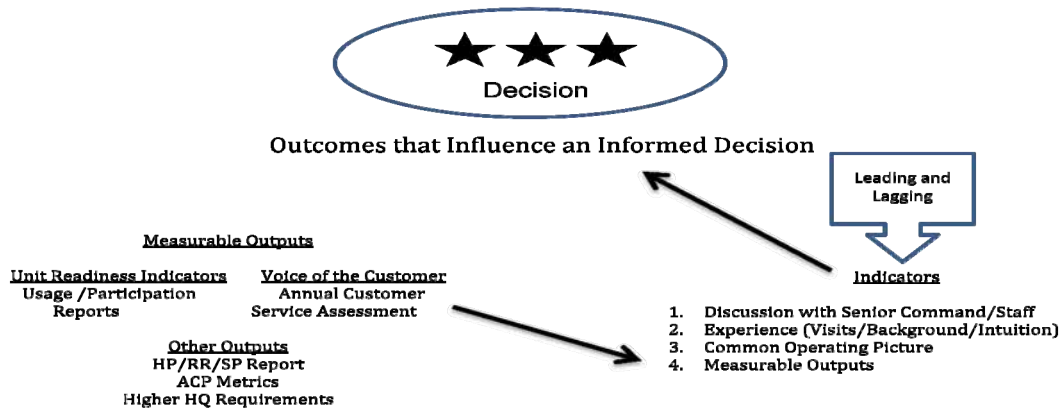 Decision
Outcomes that Influence an Informed Decision
Leading and
Lagging
Measurable Outputs
Unit Readiness Indicators
Usage /Participation
Reports
Voice of the Customer
Annual Customer
Service Assessment
Other Outputs
HP/RR/SP Report
ACP Metrics
Higher HQ Requirements
Indicators
1. Discussion with Senior Command/Staff
2. Experience (Visits/Background/Intuition)
3. Common Operating Picture
4. Measurable Outputs